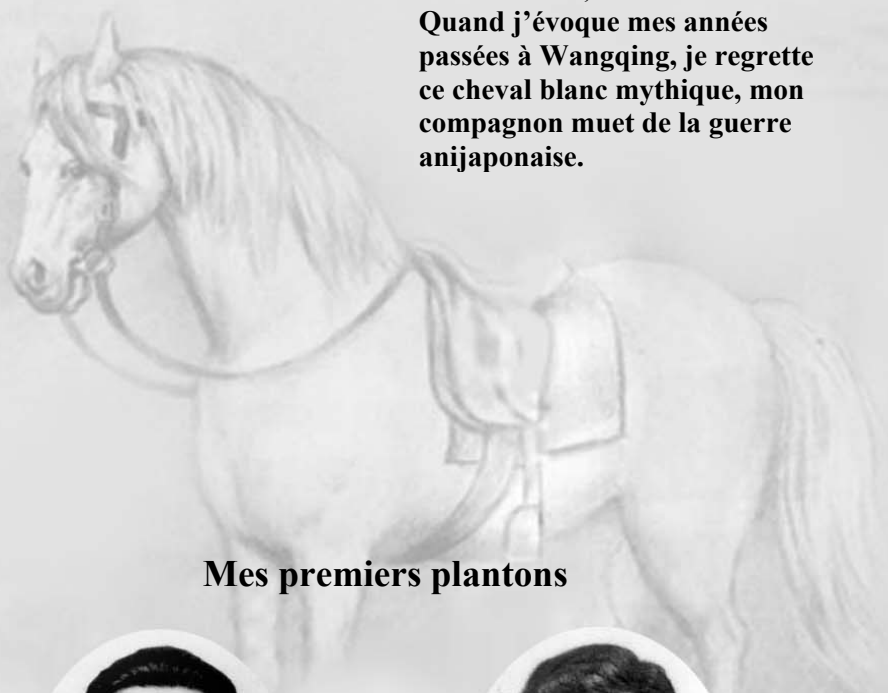 Quand j’évoque mes années
passées à Wangqing, je regrette
ce cheval blanc mythique, mon
compagnon muet de la guerre
anijaponaise.
Mes premiers plantons